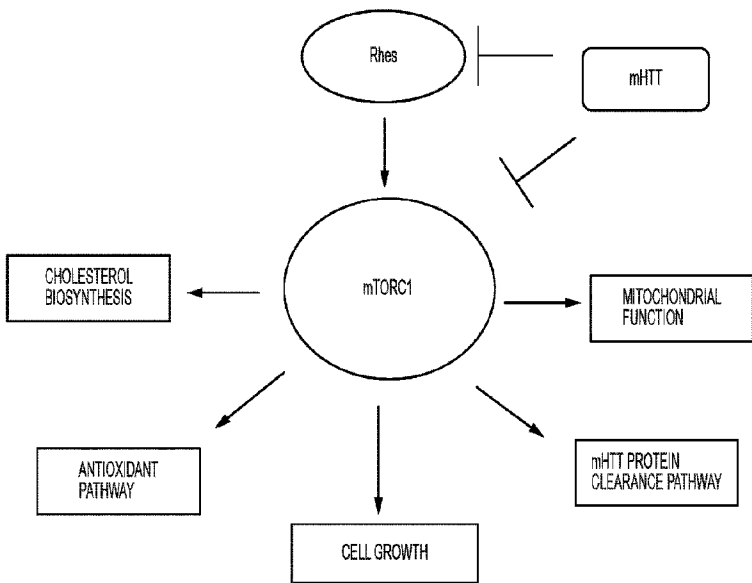 Rhes
mHTT
mTORC1
CHOLESTEROL
BIOSYNTHESIS
MITOCHONDRIAL
FUNCTION
ANTIOXIDANT
PATHWAY
mHTT PROTEIN
CLEARANCE PATHWAY
CELL GROWTH